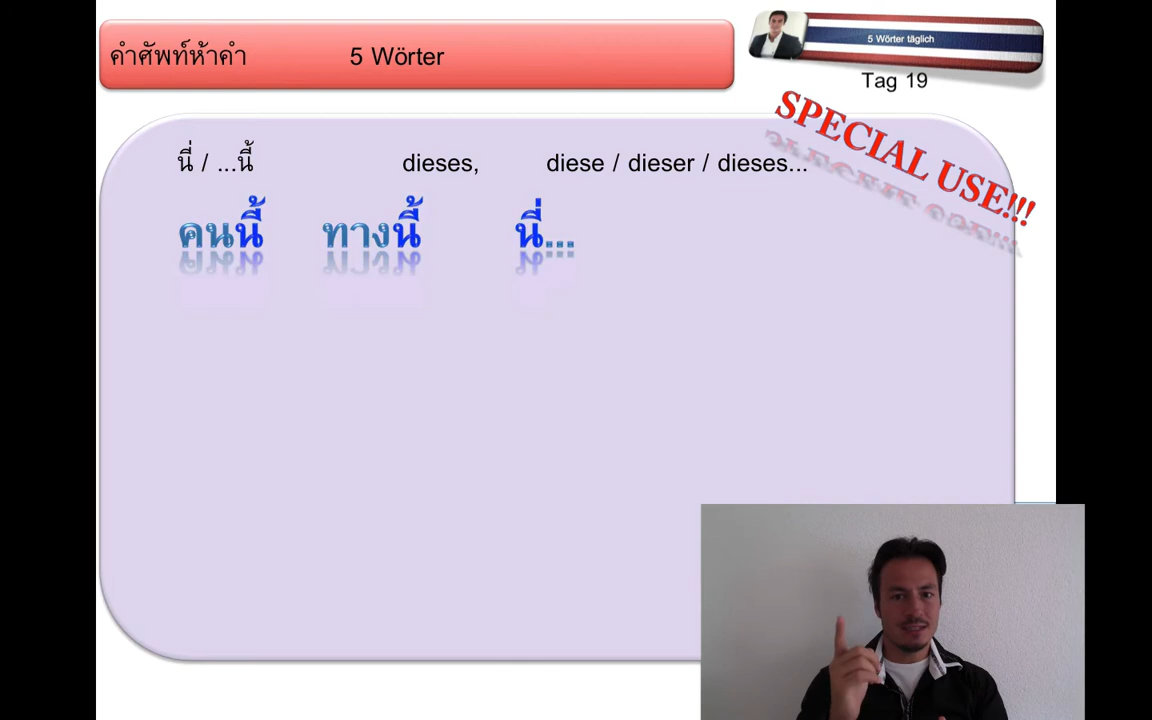 คำศัพท์ห้าคำ 5 Wörter
5 Wörter täglich
Tag 19
SPECIAL USE!!!
นี่ / ...นี้ dieses, diese / dieser / dieses...
คนนี้ ทางนี้ นี่...